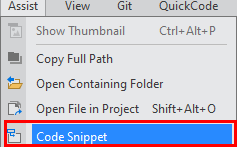 Assist View Git QuickCode
Show Thumbnail Ctrl+Alt+P
Copy Full Path
Open Containing Folder
Open File in Project Shift+Alt+O
Code Snippet